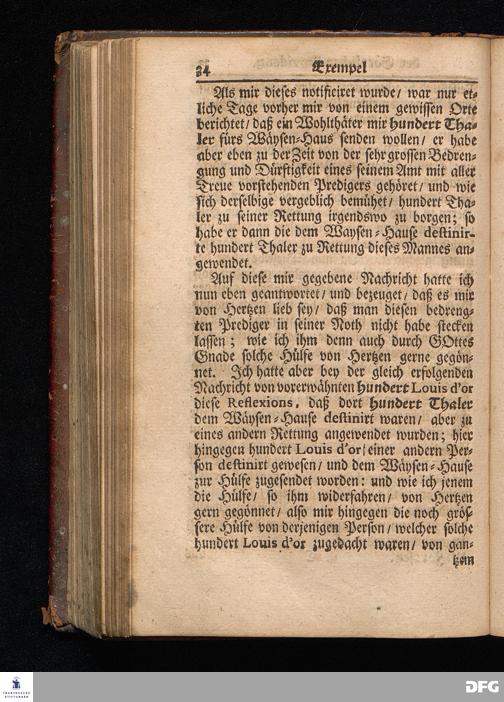 34 Exempel
Als mir dieses notificiret wurde/ war nur et-
liche Tage vorher mir von einem gewissen Orte
berichtet/ daß ein Wohlthäter mir hundert Tha-
ler fürs Wäysen-Haus senden wollen/ er habe
aber eben zu der Zeit von der sehr grossen Bedren-
gung und Dürftigkeit eines seinem Amt mit aller
Treue vorstehenden Predigers gehöret/ und wie
sich derselbige vergeblich bemühet/ hundert Tha-
ler zu seiner Rettung irgendswo zu borgen; so
habe er dann die dem Waysen-Hause destinir-
te hundert Thaler zu Rettung dieses Mannes an-
gewendet.
Auf diese mir gegebene Nachricht hatte ich
nun eben geantwortet/ und bezeuget/ daß es mir
von Hertzen lieb sey/ daß man diesen bedreng-
ten Prediger in seiner Noth nicht habe stecken
lassen; wie ich ihm denn auch durch GOttes
Gnade solche Hülfe von Hertzen gerne gegön-
net. Ich hatte aber bey der gleich erfolgenden
Nachricht von vorerwähnten hundert Louis d'or
diese Reflexions, daß dort hundert Thaler
dem Wäysen-Hause destinirt waren/ aber zu
eines andern Rettung angewendet wurden; hier
hingegen hundert Louis d'or/ einer andern Per-
son destinirt gewesen/ und dem Wäysen-Hause
zur Hülfe zugesendet worden: und wie ich jenem
die Hülfe/ so ihm widerfahren/ von Hertzen
gern gegönnet/ also mir hingegen die noch grös-
sere Hülfe von derjenigen Person/ welcher solche
hundert Louis d'or zugedacht waren/ von gan-
tzem
FRANCKESCHE
STIFTUNGEN
DFG